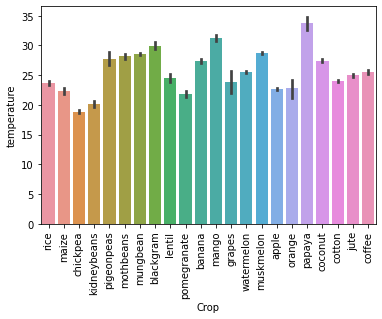 35
30
25
20
15
10
5
0
temperature
rice
maize
chickpea
kidneybeans
pigeonpeas
mothbeans
mungbean
blackgram
lentil
pomegranate
banana
mango
grapes
watermelon
muskmelon
apple
orange
papaya
coconut
cotton
jute
coffee
Crop